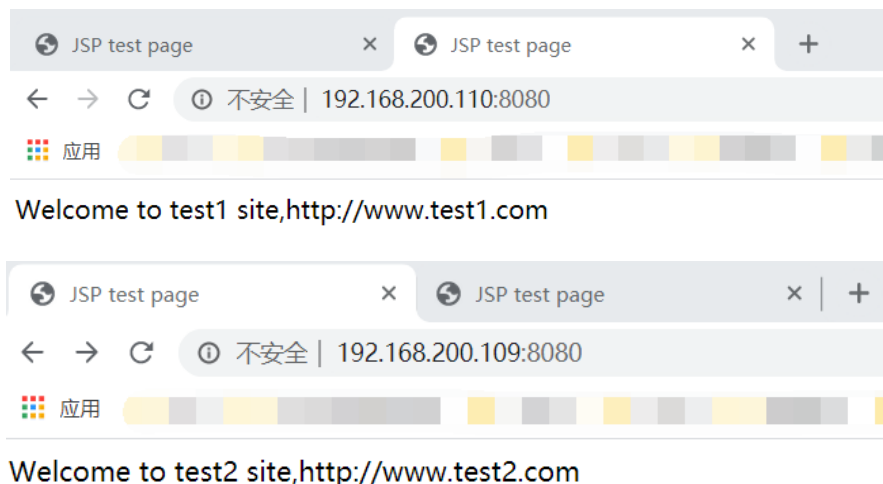 JSP test page JSP test page
不安全 192.168.200.110:8080
应用
Welcome to test1 site,http://www.test1.com
JSP test page JSP test page
不安全 192.168.200.109:8080
应用
Welcome to test2 site,http://www.test2.com